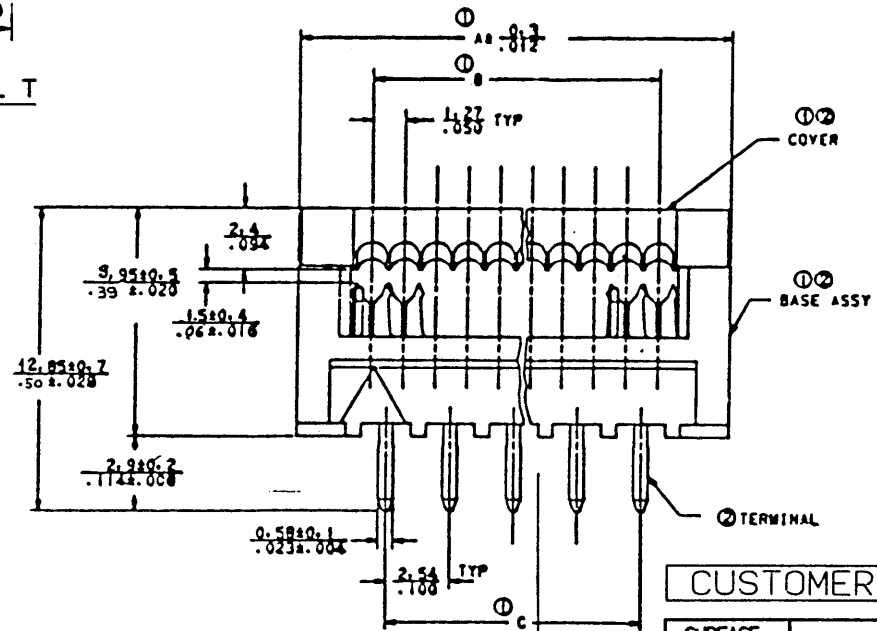 ①
A± 0.3
.012
①
B
L T
1.27
.050 TYP
①②
COVER
2.4
.094
9.95±0.5
.39 ±.020
①②
BASE ASSY
1.5±0.4
.06±.016
12.85±0.7
.50±.028
2.9±0.2
.114±.008
② TERMINAL
0.58±0.1
.023±.004
2.54
.100 TYP
CUSTOMER
①
C